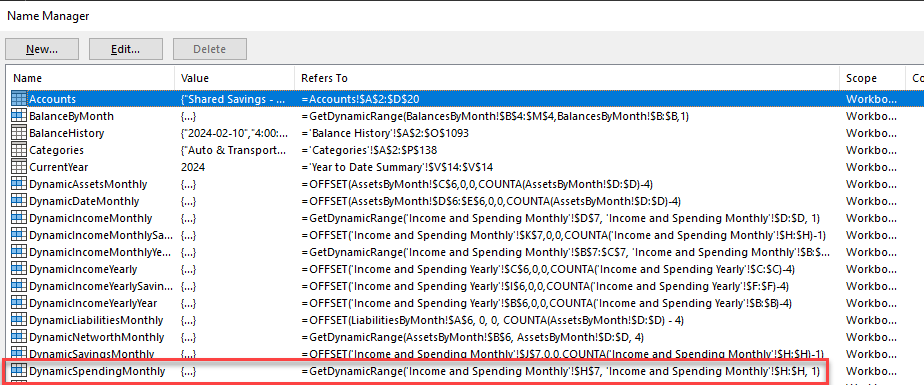 Name Manager
New... Edit... Delete
Name Value Refers To Scope Co
Accounts {"Shared Savings - ... =Accounts!$A$2:$D$20 Workbo...
BalanceByMonth {...} =GetDynamicRange(BalanceByMonth!$B$4:$M$4,BalanceByMonth!$B:$B,1) Workbo...
BalanceHistory {"2024-02-10","4:00:... ='Balance History'!$A$2:$O$1093 Workbo...
Categories {"Auto & Transport... ='Categories'!$A$2:$P$138 Workbo...
CurrentYear 2024 ='Year to Date Summary'!$V$14:$V$14 Workbo...
DynamicAssetsMonthly {...} =OFFSET(AssetsByMonth!$C$6,0,0,COUNTA(AssetsByMonth!$D:$D)-4) Workbo...
DynamicDateMonthly {...} =OFFSET(AssetsByMonth!$D$6:$E$6,0,0,COUNTA(AssetsByMonth!$D:$D)-4) Workbo...
DynamicIncomeMonthly {...} =GetDynamicRange('Income and Spending Monthly'!$D$7, 'Income and Spending Monthly'!$D:$D, 1) Workbo...
DynamicIncomeMonthlySa... {...} =OFFSET('Income and Spending Monthly'!$K$7,0,0,COUNTA('Income and Spending Monthly'!$H:$H)-1) Workbo...
DynamicIncomeMonthlyYe... {...} =GetDynamicRange('Income and Spending Monthly'!$B$7:$C$7, 'Income and Spending Monthly'!$B:... Workbo...
DynamicIncomeYearly {...} =OFFSET('Income and Spending Yearly'!$C$6,0,0,COUNTA('Income and Spending Yearly'!$C:$C)-4) Workbo...
DynamicIncomeYearlySavin... {...} =OFFSET('Income and Spending Yearly'!$I$6,0,0,COUNTA('Income and Spending Yearly'!$F:$F)-4) Workbo...
DynamicIncomeYearlyYear {...} =OFFSET('Income and Spending Yearly'!$B$6,0,0,COUNTA('Income and Spending Yearly'!$B:$B)-4) Workbo...
DynamicLiabilitiesMonthly {...} =OFFSET(LiabilitiesByMonth!$A$6, 0, 0, COUNTA(AssetsByMonth!$D:$D) - 4) Workbo...
DynamicNetworthMonthly {...} =GetDynamicRange(AssetsByMonth!$B$6, AssetsByMonth!$D:$D, 4) Workbo...
DynamicSavingsMonthly {...} =OFFSET('Income and Spending Monthly'!$J$7,0,0,COUNTA('Income and Spending Monthly'!$H:$H)-1) Workbo...
DynamicSpendingMonthly {...} =GetDynamicRange('Income and Spending Monthly'!$H$7, 'Income and Spending Monthly'!$H:$H, 1) Workbo...